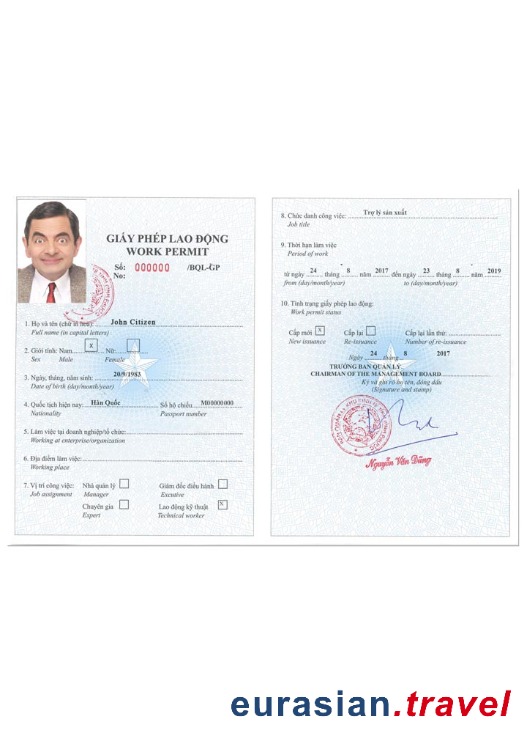 GIẤY PHÉP LAO ĐỘNG
WORK PERMIT
Số: 000000 /BQL-GP
No:
1. Họ và tên (chữ in hoa) John Citizen
Full name (in capital letters)
2. Giới tính: Nam X Nữ:
Sex Male Female
3. Ngày, tháng, năm sinh: 20/9/1983
Date of birth (day/month/year)
4. Quốc tịch hiện nay: Hàn Quốc Số hộ chiếu M00000000
Nationality Passport number
5. Làm việc tại doanh nghiệp/tổ chức:
Working at enterprise/organization
6. Địa điểm làm việc:
Working place
7. Vị trí công việc: Nhà quản lý Giám đốc điều hành
Job assignment Manager Excutive
Chuyên gia Lao động kỹ thuật X
Expert Technical worker
8. Chức danh công việc: Trợ lý sản xuất
Job title
9. Thời hạn làm việc
Period of work
từ ngày 24 tháng 8 năm 2017 đến ngày 23 tháng 8 năm 2019
from (day/month/year) to (day/month/year)
10. Tình trạng giấy phép lao động:
Work permit status
Cấp mới X Cấp lại Cấp lại lần thứ:
New issuance Re-issuance Number of re-issuance
Ngày 24 tháng 8 2017
TRƯỞNG BAN QUẢN LÝ
CHAIRMAN OF THE MANAGEMENT BOARD
Ký và ghi rõ họ tên, đóng dấu
(Signature and stamp)
Nguyễn Văn Dũng
eurasian.travel